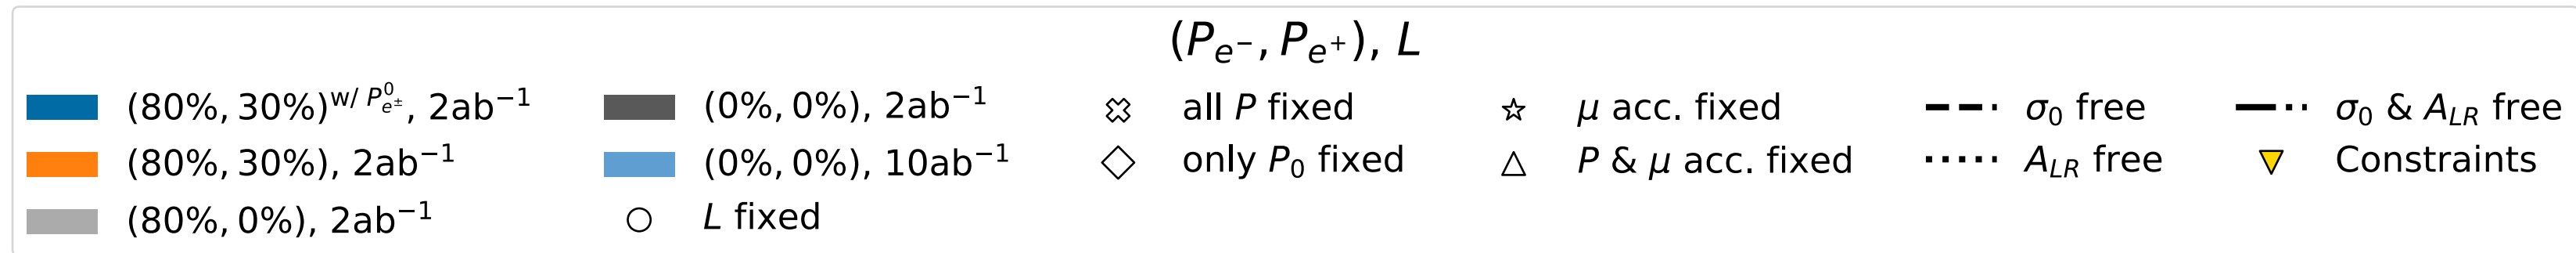 (P_{e^-}, P_{e^+}), L
(80%, 30%)^{w/ P^0_{e^±}}, 2ab^{-1}
(80%, 30%), 2ab^{-1}
(80%, 0%), 2ab^{-1}
(0%, 0%), 2ab^{-1}
(0%, 0%), 10ab^{-1}
L fixed
all P fixed
only P_0 fixed
μ acc. fixed
P & μ acc. fixed
σ_0 free
A_{LR} free
σ_0 & A_{LR} free
Constraints